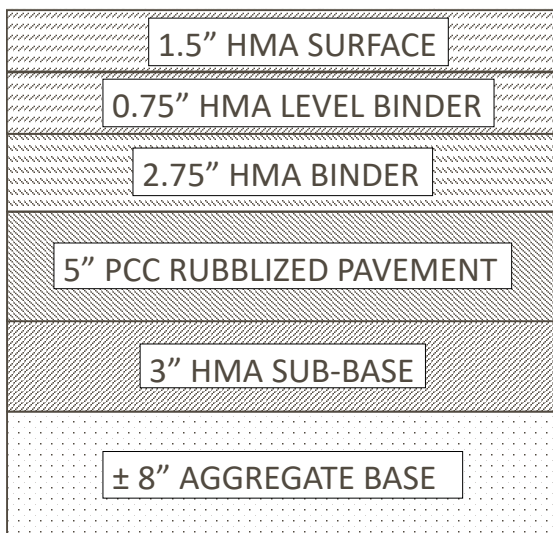 1.5” HMA SURFACE
0.75” HMA LEVEL BINDER
2.75” HMA BINDER
5” PCC RUBBLIZED PAVEMENT
3” HMA SUB-BASE
± 8” AGGREGATE BASE